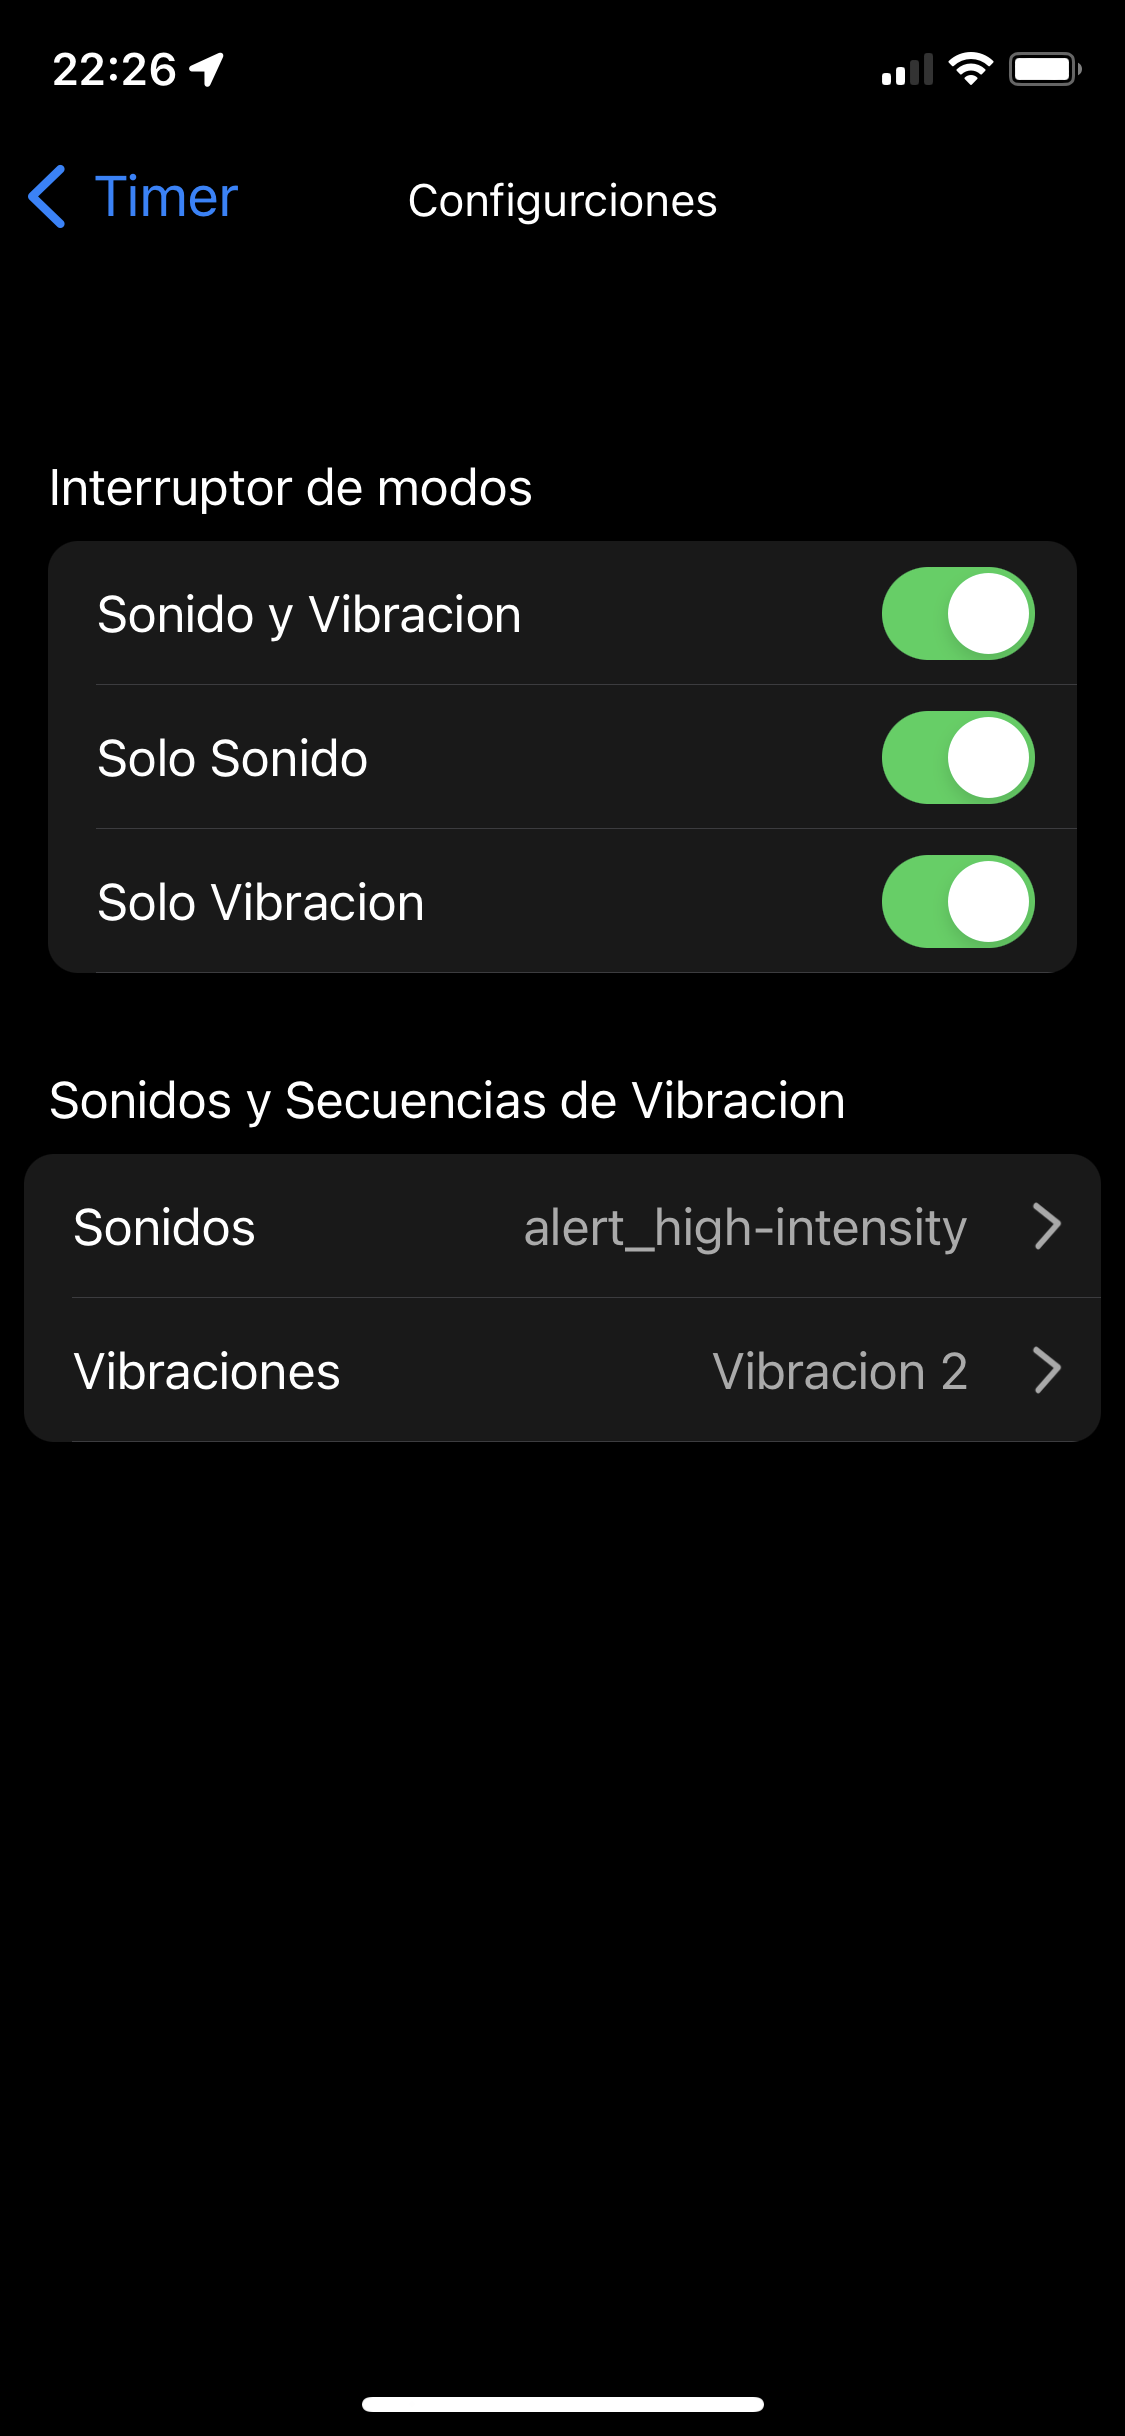 22:26
Timer
Configurciones
Interruptor de modos
Sonido y Vibracion
Solo Sonido
Solo Vibracion
Sonidos y Secuencias de Vibracion
Sonidos alert_high-intensity
Vibraciones Vibracion 2